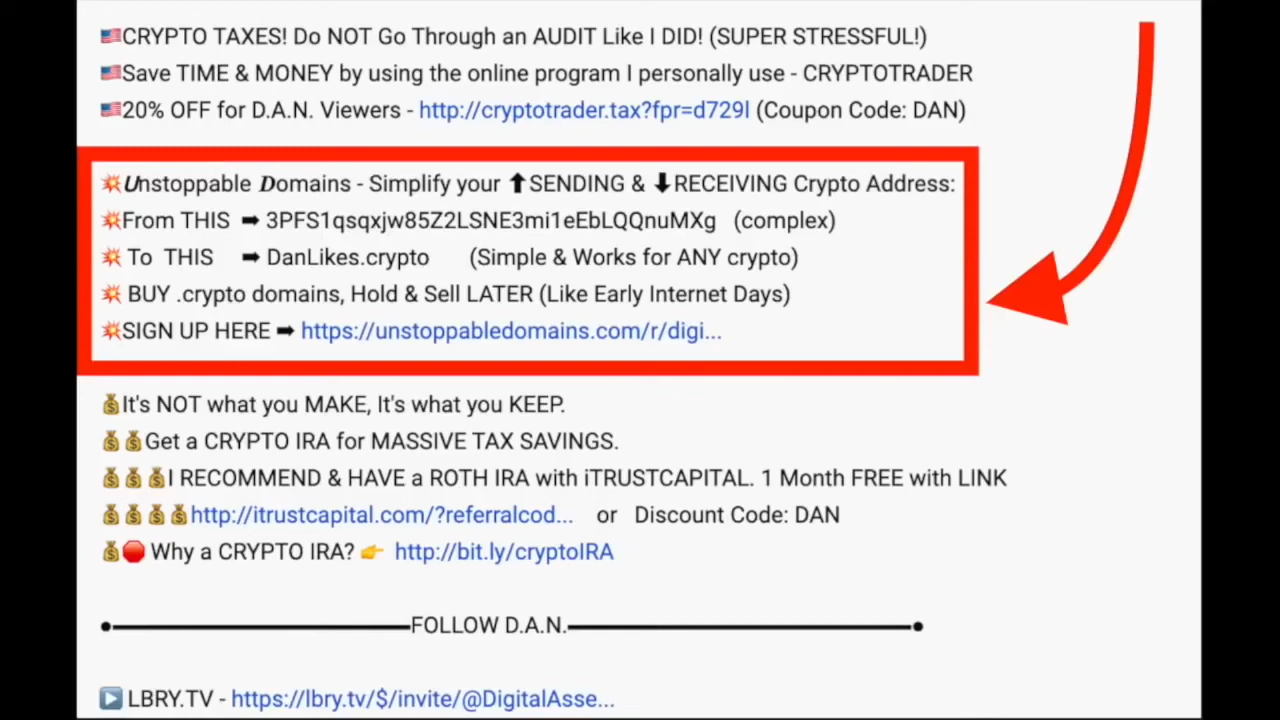 🇺🇸CRYPTO TAXES! Do NOT Go Through an AUDIT Like I DID! (SUPER STRESSFUL!)
🇺🇸Save TIME & MONEY by using the online program I personally use - CRYPTOTRADER
🇺🇸20% OFF for D.A.N. Viewers - http://cryptotrader.tax?fpr=d729l (Coupon Code: DAN)
💥𝑼nstoppable 𝑫omains - Simplify your ⬆SENDING & ⬇RECEIVING Crypto Address:
💥From THIS ➡ 3PFS1qsqxjw85Z2LSNE3mi1eEbLQQnuMXg (complex)
💥 To THIS ➡ DanLikes.crypto (Simple & Works for ANY crypto)
💥 BUY .crypto domains, Hold & Sell LATER (Like Early Internet Days)
💥SIGN UP HERE ➡ https://unstoppabledomains.com/r/digi...
💰It's NOT what you MAKE, It's what you KEEP.
💰💰Get a CRYPTO IRA for MASSIVE TAX SAVINGS.
💰💰💰I RECOMMEND & HAVE a ROTH IRA with iTRUSTCAPITAL. 1 Month FREE with LINK
💰💰💰💰http://itrustcapital.com/?referralcod... or Discount Code: DAN
💰🛑 Why a CRYPTO IRA? 👉 http://bit.ly/cryptoIRA
●▬▬▬▬▬▬▬▬FOLLOW D.A.N.▬▬▬▬▬▬▬▬▬●
▶️ LBRY.TV - https://lbry.tv/$/invite/@DigitalAsse...